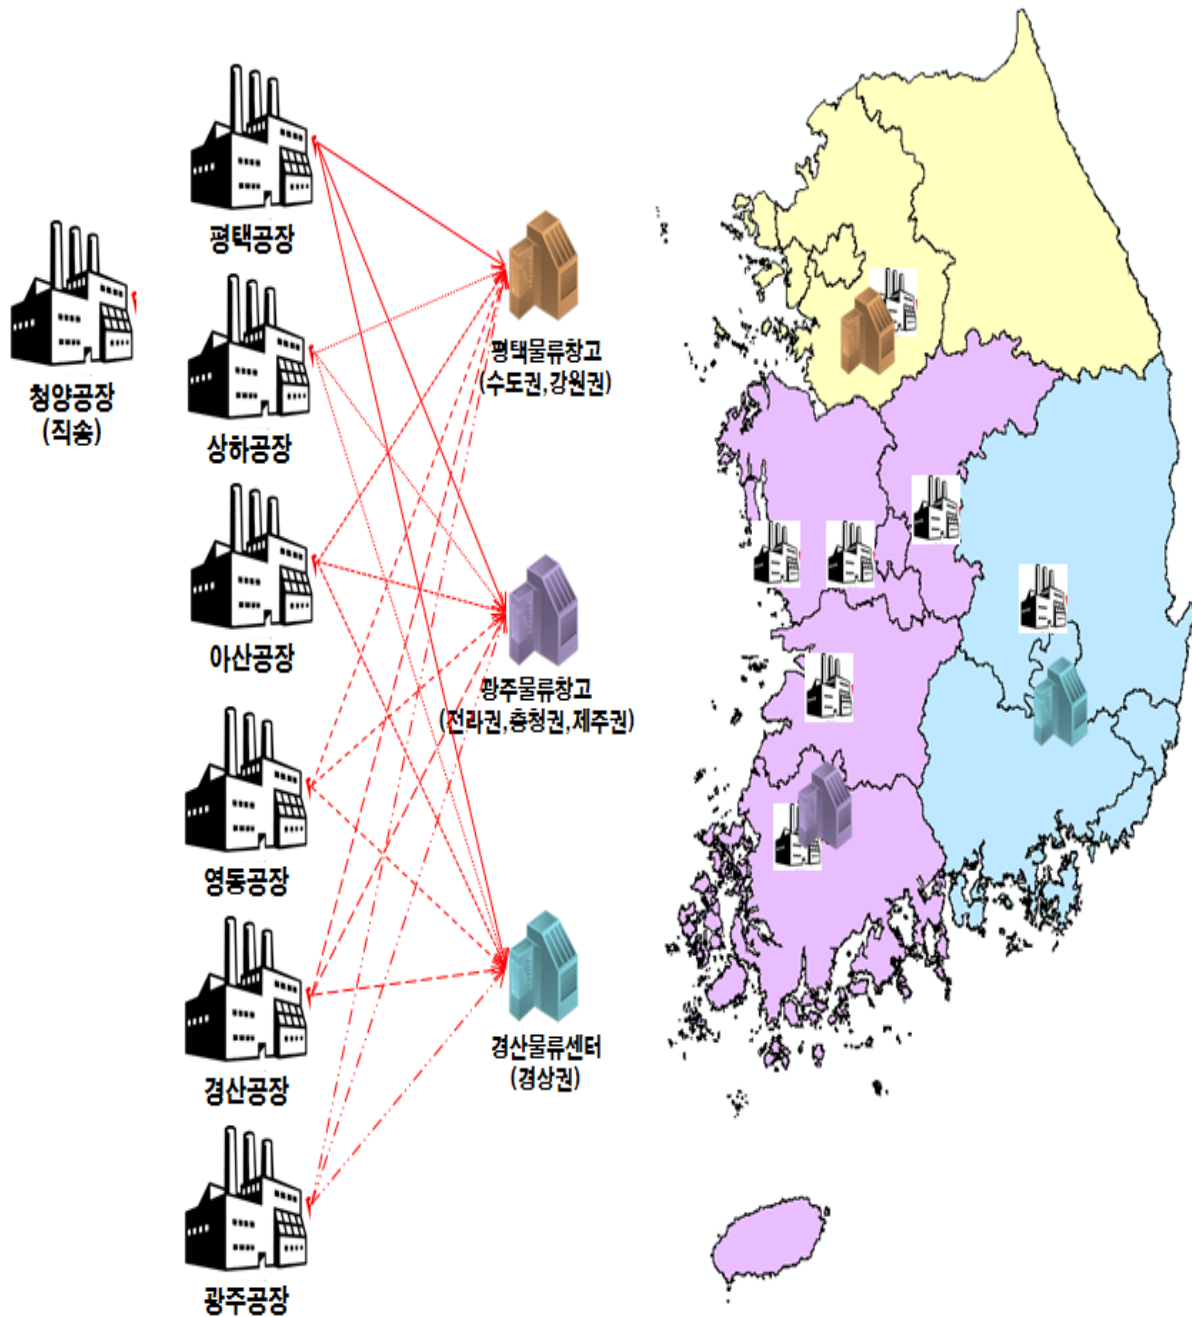 평택공장
청양공장
(직송)
상하공장
아산공장
영동공장
경산공장
광주공장
평택물류창고
(수도권,강원권)
광주물류창고
(전라권,충청권,제주권)
경산물류센터
(경상권)